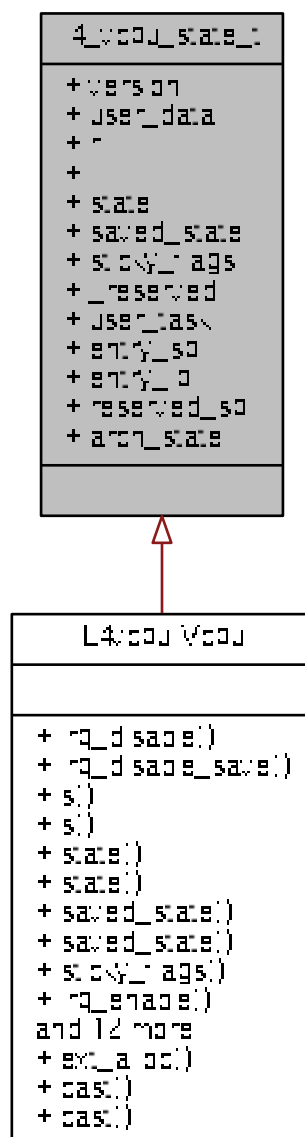 l4_vcpu_state_t
+ version
+ user_data
+ r
+
+ state
+ saved_state
+ sticky_flags
+ _reserved
+ user_task
+ entry_sp
+ entry_ip
+ reserved_sp
+ arch_state
L4vcpu::Vcpu
+ irq_disable()
+ irq_disable_save()
+ s()
+ s()
+ state()
+ state()
+ saved_state()
+ saved_state()
+ sticky_flags()
+ irq_enable()
and 12 more...
+ ext_alloc()
+ cast()
+ cast()